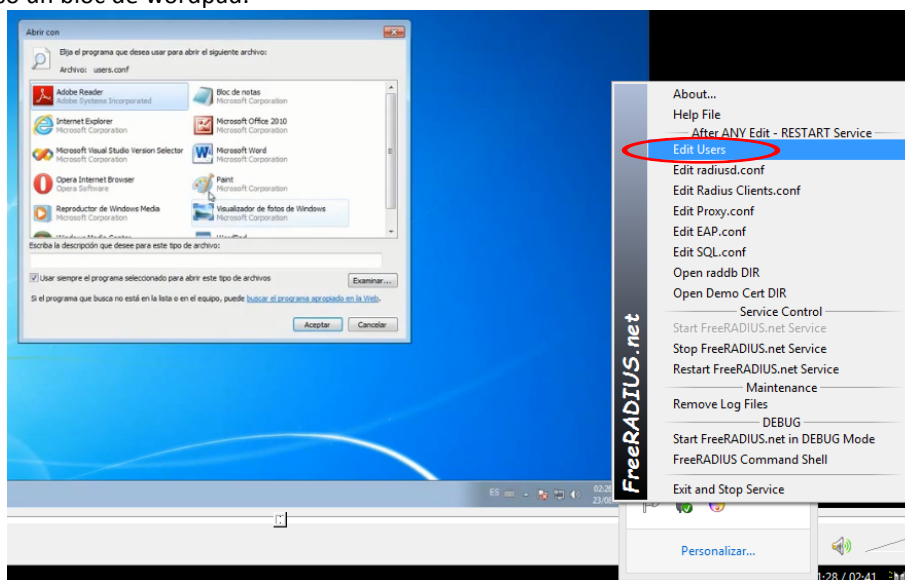 so un bloc de wordpad.
Abrir con
Elija el programa que desea usar para abrir el siguiente archivo:
Archivo: users.conf
Adobe Reader
Adobe Systems Incorporated
Bloc de notas
Microsoft Corporation
Internet Explorer
Microsoft Corporation
Microsoft Office 2010
Microsoft Corporation
Microsoft Visual Studio Version Selector
Microsoft Corporation
Microsoft Word
Microsoft Corporation
Opera Internet Browser
Opera Software
Paint
Microsoft Corporation
Reproductor de Windows Media
Microsoft Corporation
Visualizador de fotos de Windows
Microsoft Corporation
Escriba la descripción que desee para este tipo de archivo:
Usar siempre el programa seleccionado para abrir este tipo de archivos
Examinar...
Si el programa que busca no está en la lista o en el equipo, puede buscar el programa apropiado en la Web.
Aceptar
Cancelar
ES
FreeRADIUS.net
About...
Help File
After ANY Edit - RESTART Service
Edit Users
Edit radiusd.conf
Edit Radius Clients.conf
Edit Proxy.conf
Edit EAP.conf
Edit SQL.conf
Open raddb DIR
Open Demo Cert DIR
Service Control
Start FreeRADIUS.net Service
Stop FreeRADIUS.net Service
Restart FreeRADIUS.net Service
Maintenance
Remove Log Files
DEBUG
Start FreeRADIUS.net in DEBUG Mode
FreeRADIUS Command Shell
Exit and Stop Service
Personalizar...
1:28 / 02:41